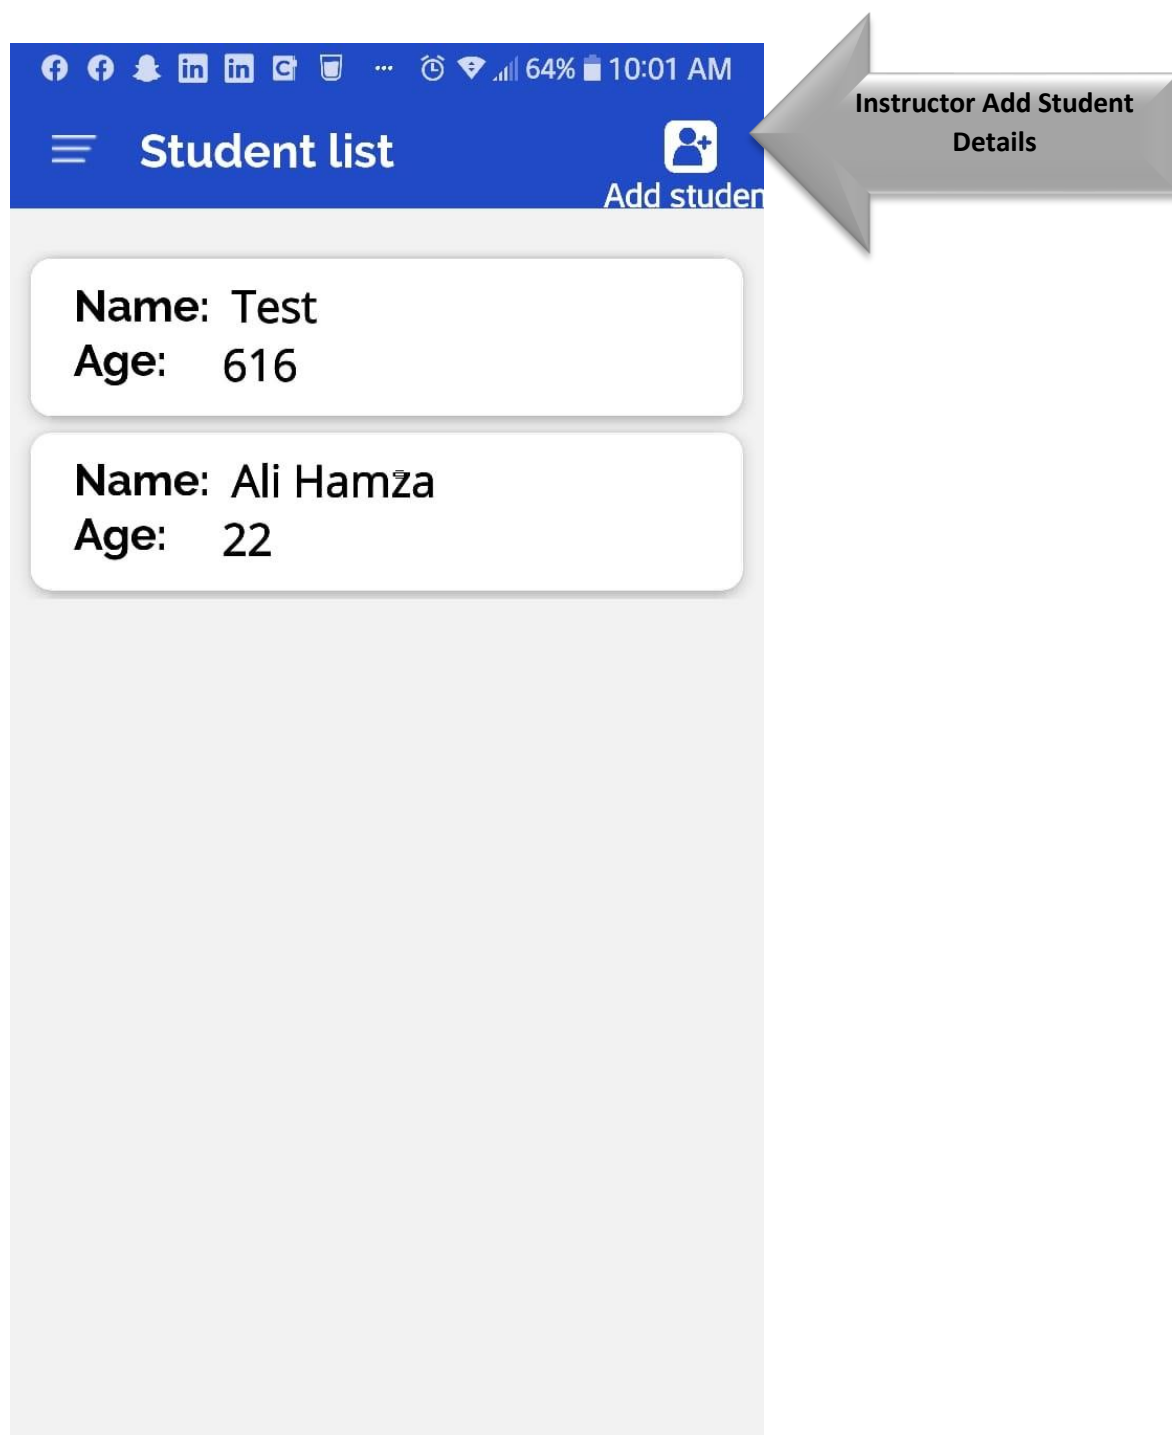 64% 10:01 AM
Student list
Add studen
Instructor Add Student
Details
Name: Test
Age: 616
Name: Ali Hamza
Age: 22